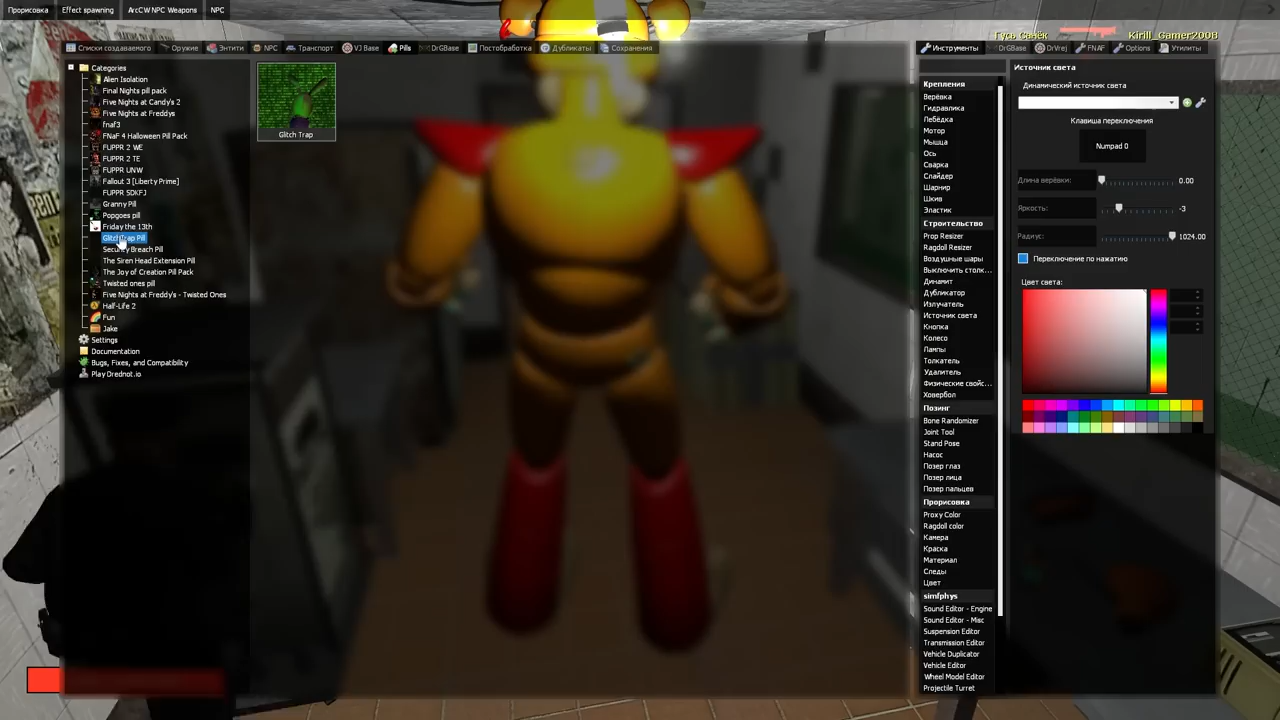 Прорисовка
Effect spawning
ArcCW NPC Weapons
NPC
Гусь Савёк
Kirill_Gamer2008
Списки создаваемого
Оружие
Энтити
NPC
Транспорт
VJ Base
Pills
DrGBase
Постобработка
Дубликаты
Сохранения
Categories
Alien Isolation
Final Nights pill pack
Five Nights at Candy's 2
Five Nights at Freddys
fnaf3
FNaF 4 Halloween Pill Pack
FUPPR 2 WE
FUPPR 2 TE
FUPPR UNW
Fallout 3 [Liberty Prime]
FUPPR SDKFJ
Granny Pill
Popgoes pill
Friday the 13th
GlitchTrap Pill
Security Breach Pill
The Siren Head Extension Pill
The Joy of Creation Pill Pack
Twisted ones pill
Five Nights at Freddy's - Twisted Ones
Half-Life 2
Fun
Jake
Settings
Documentation
Bugs, Fixes, and Compatibility
Play Drednot.io
Glitch Trap
Инструменты
DrGBase
DrVrej
FNAF
Options
Утилиты
Крепления
Верёвка
Гидравлика
Лебёдка
Мотор
Мышца
Ось
Сварка
Слайдер
Шарнир
Шкив
Эластик
Строительство
Prop Resizer
Ragdoll Resizer
Воздушные шары
Выключить столк...
Динамит
Дубликатор
Излучатель
Источник света
Кнопка
Колесо
Лампы
Толкатель
Удалитель
Физические свойс...
Ховербол
Позинг
Bone Randomizer
Joint Tool
Stand Pose
Насос
Позер глаз
Позер лица
Позер пальцев
Прорисовка
Proxy Color
Ragdoll color
Камера
Краска
Материал
Следы
Цвет
simfphys
Sound Editor - Engine
Sound Editor - Misc
Suspension Editor
Transmission Editor
Vehicle Duplicator
Vehicle Editor
Wheel Model Editor
Projectile Turret
Источник света
Динамический источник света
Клавиша переключения
Numpad 0
Длина верёвки:
0.00
Яркость:
-3
Радиус:
1024.00
Переключение по нажатию
Цвет света: